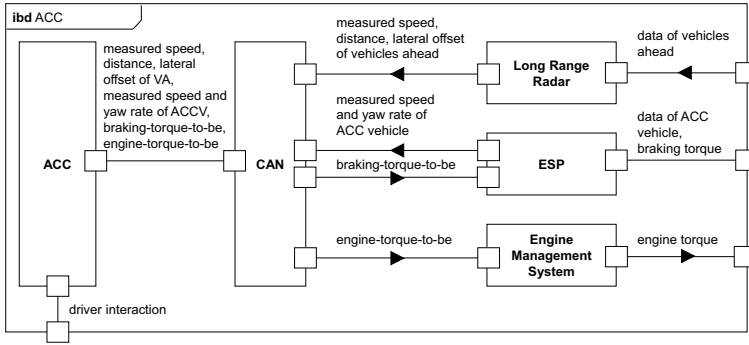 ibd ACC
measured speed,
distance, lateral
offset of VA,
measured speed and
yaw rate of ACCV,
braking-torque-to-be,
engine-torque-to-be
ACC
driver interaction
CAN
measured speed,
distance, lateral offset
of vehicles ahead
measured speed
and yaw rate of
ACC vehicle
braking-torque-to-be
engine-torque-to-be
Long Range
Radar
ESP
Engine
Management
System
data of vehicles
ahead
data of ACC
vehicle,
braking torque
engine torque